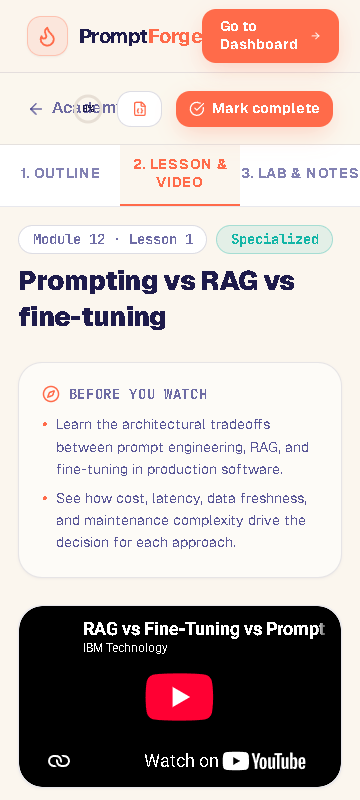 PromptForge
Go to
Dashboard
Academy
Mark complete
1. OUTLINE
2. LESSON &
VIDEO
3. LAB & NOTES
Module 12 · Lesson 1
Specialized
Prompting vs RAG vs
fine-tuning
BEFORE YOU WATCH
• Learn the architectural tradeoffs
between prompt engineering, RAG, and
fine-tuning in production software.
• See how cost, latency, data freshness,
and maintenance complexity drive the
decision for each approach.
RAG vs Fine-Tuning vs Prompt
IBM Technology
Watch on YouTube